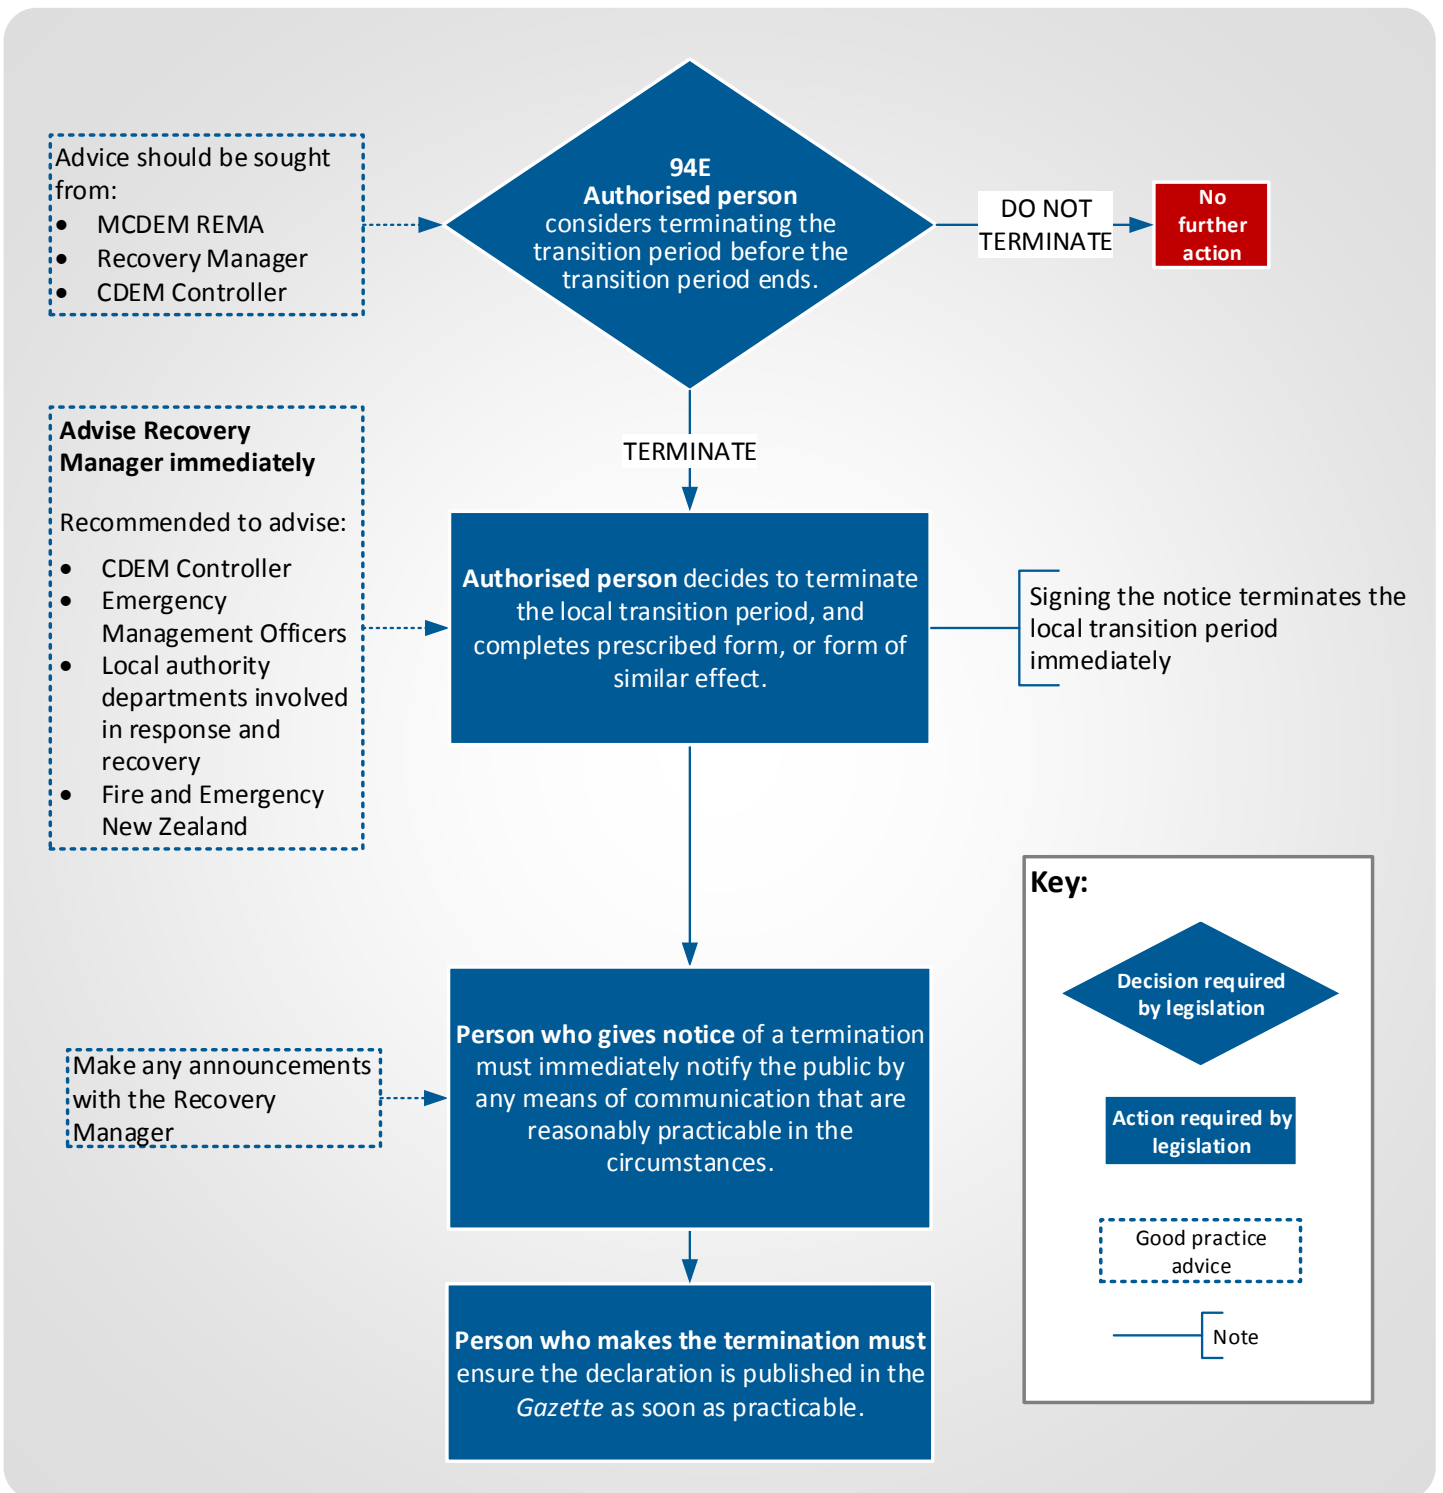 Advice should be sought
from:
• MCDEM REMA
• Recovery Manager
• CDEM Controller
94E
Authorised person
considers terminating the
transition period before the
transition period ends.
DO NOT
TERMINATE
No
further
action
TERMINATE
Advise Recovery
Manager immediately
Recommended to advise:
• CDEM Controller
• Emergency
Management Officers
• Local authority
departments involved
in response and
recovery
• Fire and Emergency
New Zealand
Authorised person decides to terminate
the local transition period, and
completes prescribed form, or form of
similar effect.
Signing the notice terminates the
local transition period
immediately
Make any announcements
with the Recovery
Manager
Person who gives notice of a termination
must immediately notify the public by
any means of communication that are
reasonably practicable in the
circumstances.
Person who makes the termination must
ensure the declaration is published in the
Gazette as soon as practicable.
Key:
Decision required
by legislation
Action required by
legislation
Good practice
advice
Note